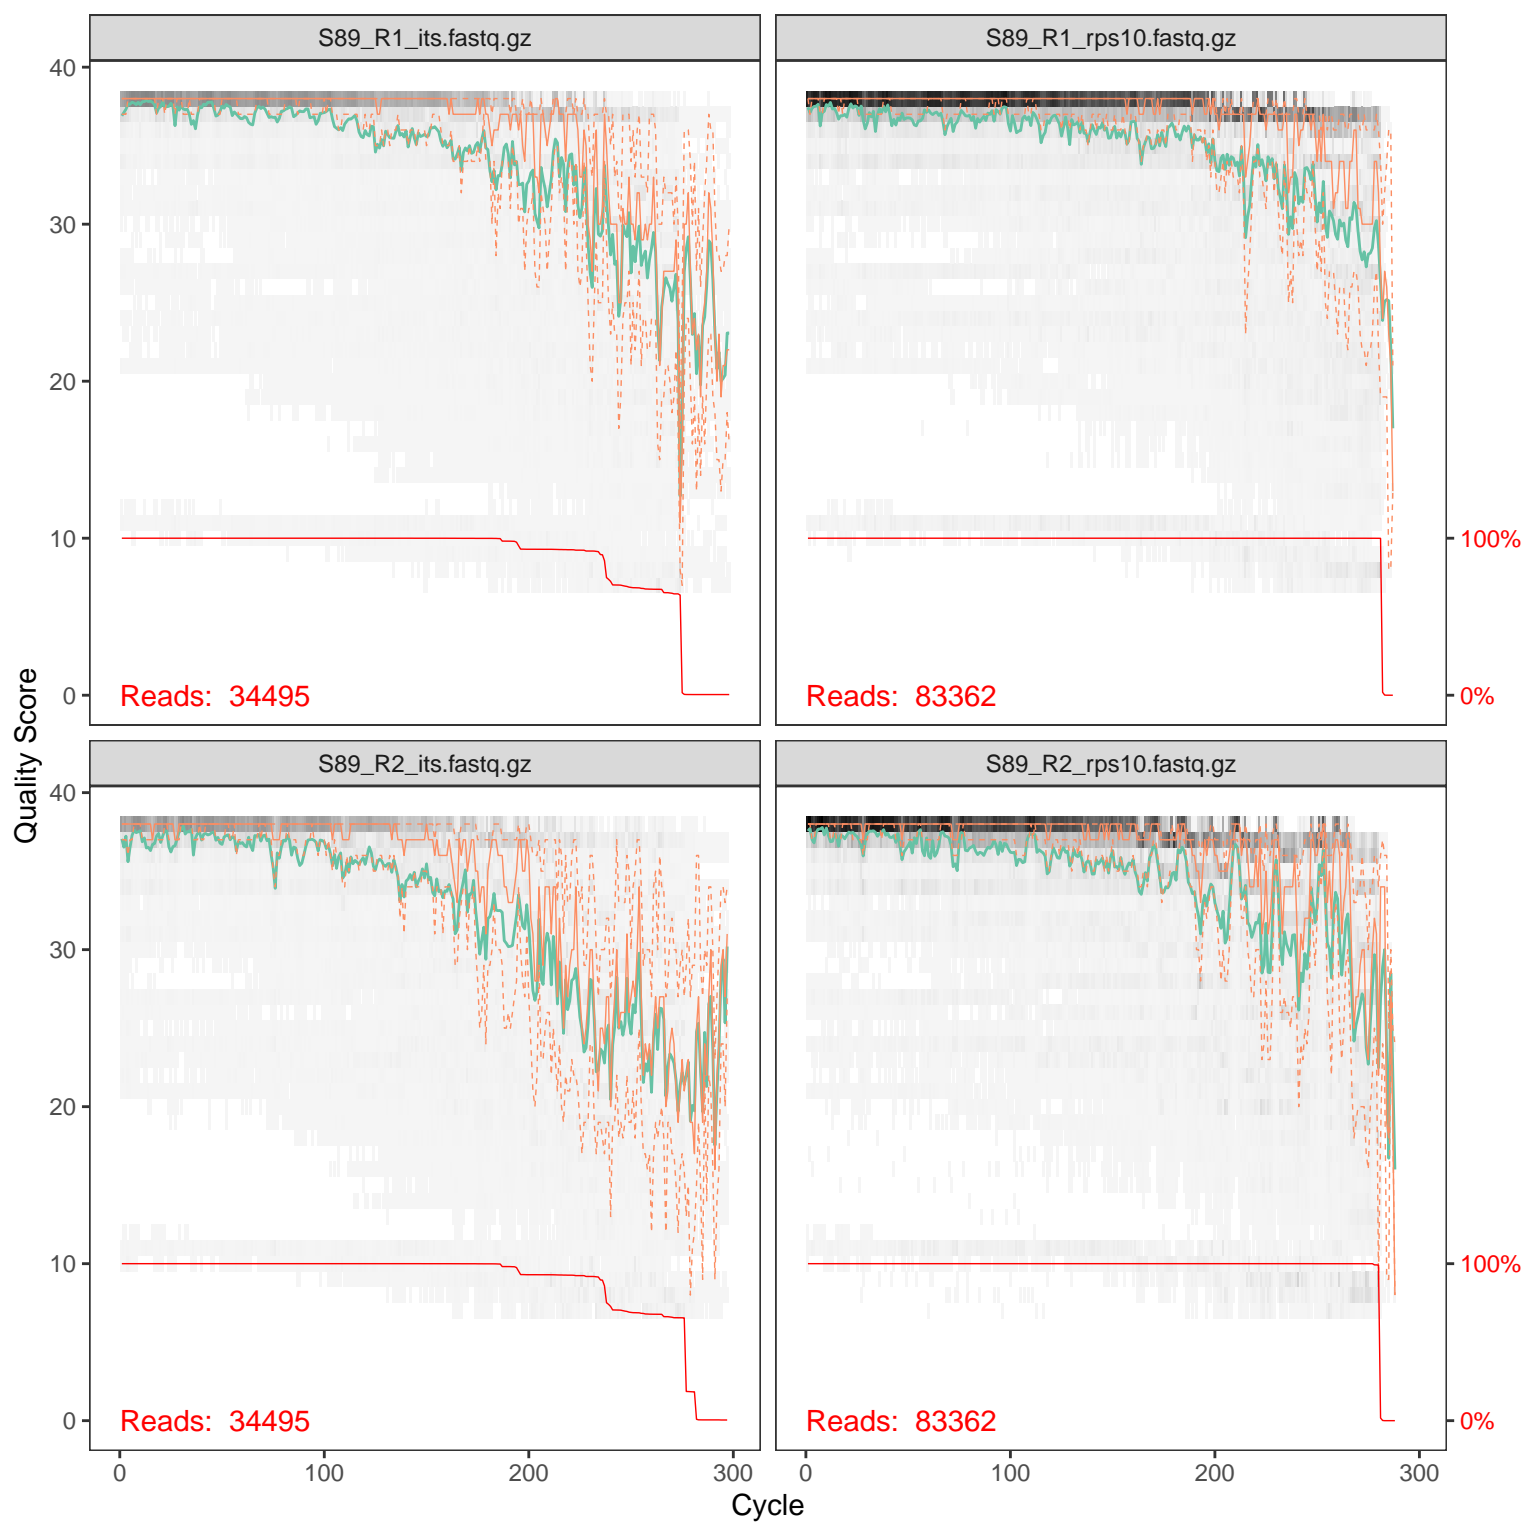 S89_R1_its.fastq.gz
S89_R1_rps10.fastq.gz
40
30
20
10
0
Reads: 34495
Reads: 83362
100%
0%
Quality Score
S89_R2_its.fastq.gz
S89_R2_rps10.fastq.gz
40
30
20
10
0
Reads: 34495
Reads: 83362
100%
0%
0 100 200 300
0 100 200 300
Cycle